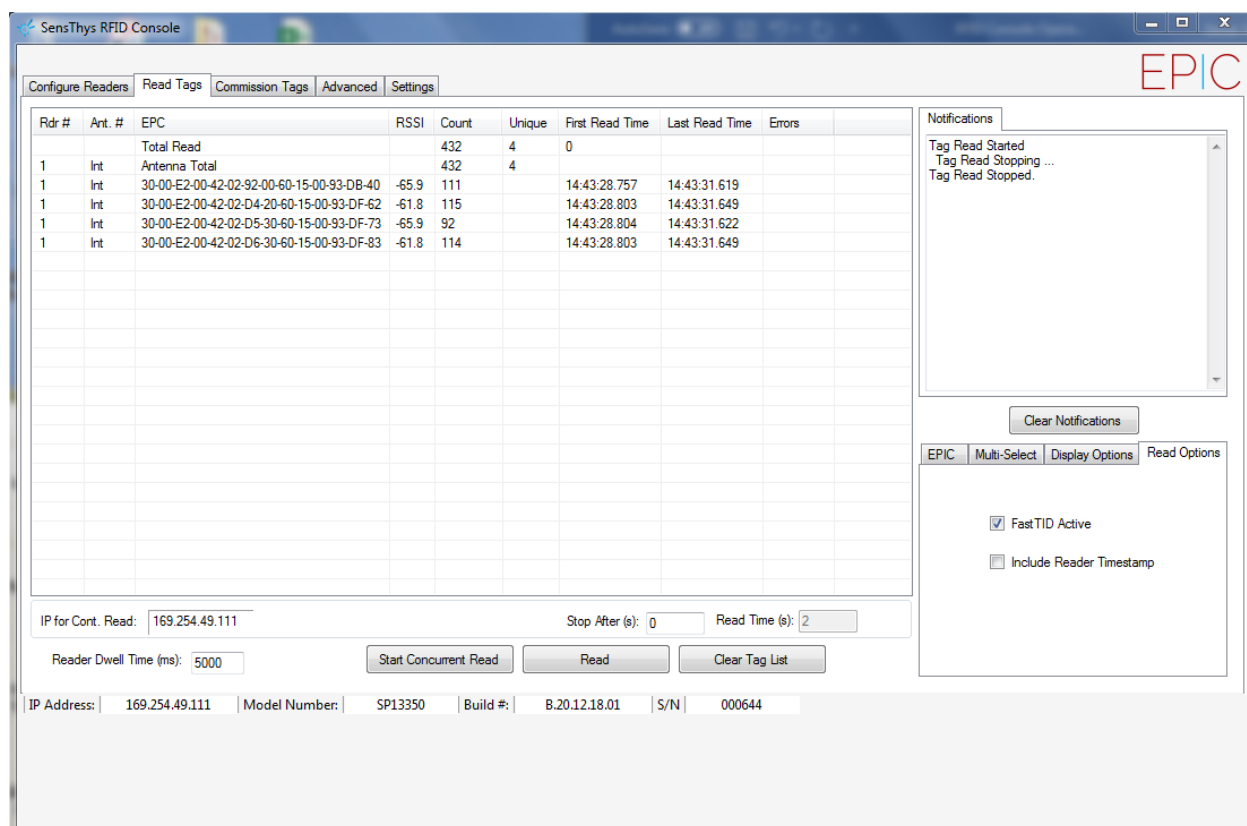 SensThys RFID Console
EPIC
Configure Readers Read Tags Commission Tags Advanced Settings
Rdr # Ant. # EPC RSSI Count Unique First Read Time Last Read Time Errors
Total Read 432 4 0
1 Int Antenna Total 432 4
1 Int 30-00-E2-00-42-02-92-00-60-15-00-93-DB-40 -65.9 111 14:43:28.757 14:43:31.619
1 Int 30-00-E2-00-42-02-D4-20-60-15-00-93-DF-62 -61.8 115 14:43:28.803 14:43:31.649
1 Int 30-00-E2-00-42-02-D5-30-60-15-00-93-DF-73 -65.9 92 14:43:28.804 14:43:31.622
1 Int 30-00-E2-00-42-02-D6-30-60-15-00-93-DF-83 -61.8 114 14:43:28.803 14:43:31.649
Notifications
Tag Read Started
Tag Read Stopping ...
Tag Read Stopped.
Clear Notifications
EPIC Multi-Select Display Options Read Options
FastTID Active
Include Reader Timestamp
IP for Cont. Read: 169.254.49.111 Stop After (s): 0 Read Time (s): 2
Reader Dwell Time (ms): 5000 Start Concurrent Read Read Clear Tag List
IP Address: 169.254.49.111 Model Number: SP13350 Build #: B.20.12.18.01 S/N 000644